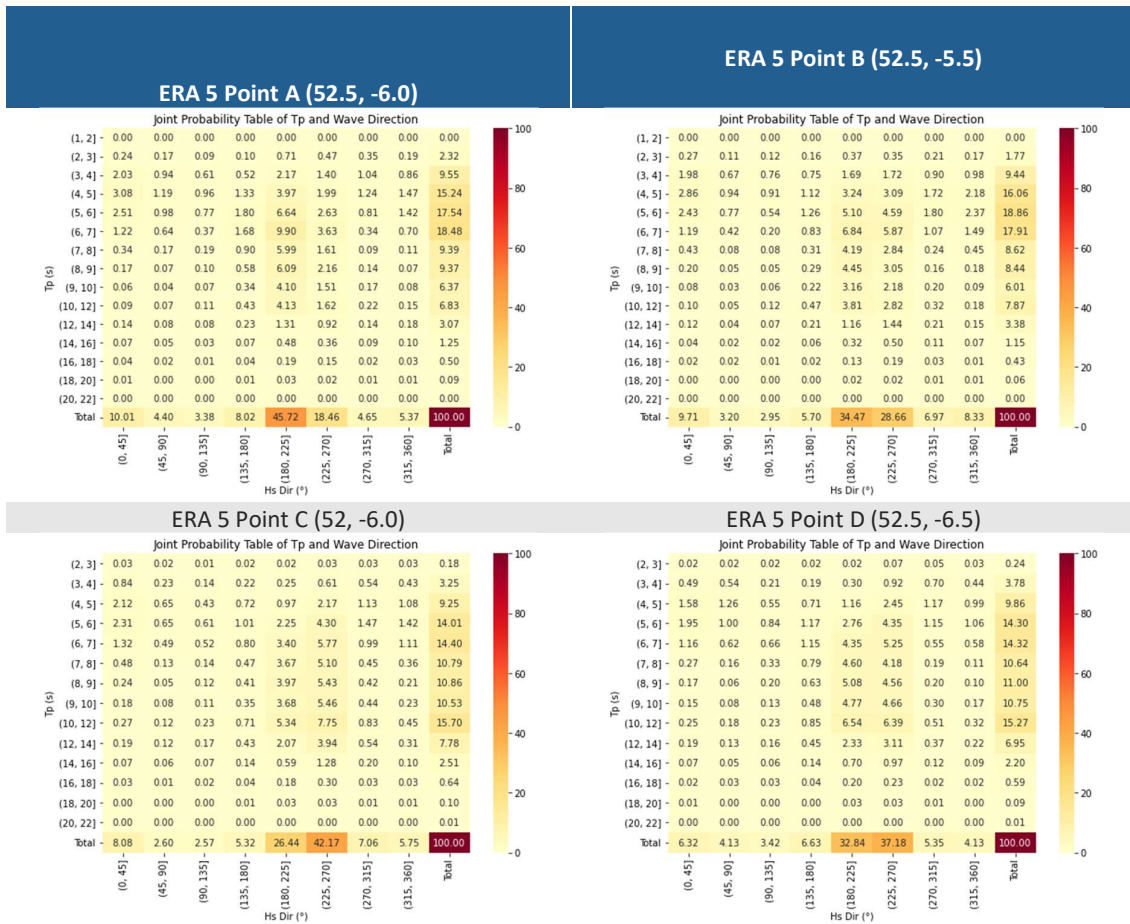 ERA 5 Point A (52.5, -6.0)
ERA 5 Point B (52.5, -5.5)
Joint Probability Table of Tp and Wave Direction
(1, 2] 0.00 0.00 0.00 0.00 0.00 0.00 0.00 0.00 0.00
(2, 3] 0.24 0.17 0.09 0.10 0.71 0.47 0.35 0.19 2.32
(3, 4] 2.03 0.94 0.61 0.52 2.17 1.40 1.04 0.86 9.55
(4, 5] 3.08 1.19 0.96 1.33 3.97 1.99 1.24 1.47 15.24
(5, 6] 2.51 0.98 0.77 1.80 6.64 2.63 0.81 1.42 17.54
(6, 7] 1.22 0.64 0.37 1.68 9.90 3.63 0.34 0.70 18.48
(7, 8] 0.34 0.17 0.19 0.90 5.99 1.61 0.09 0.11 9.39
(8, 9] 0.17 0.07 0.10 0.58 6.09 2.16 0.14 0.07 9.37
(9, 10] 0.06 0.04 0.07 0.34 4.10 1.51 0.17 0.08 6.37
(10, 12] 0.09 0.07 0.11 0.43 4.13 1.62 0.22 0.15 6.83
(12, 14] 0.14 0.08 0.08 0.23 1.31 0.92 0.14 0.18 3.07
(14, 16] 0.07 0.05 0.03 0.07 0.48 0.36 0.09 0.10 1.25
(16, 18] 0.04 0.02 0.01 0.04 0.19 0.15 0.02 0.03 0.50
(18, 20] 0.01 0.00 0.00 0.01 0.03 0.02 0.01 0.01 0.09
(20, 22] 0.00 0.00 0.00 0.00 0.00 0.00 0.00 0.00 0.00
Total 10.01 4.40 3.38 8.02 45.72 18.46 4.65 5.37 100.00
(0, 45] (45, 90] (90, 135] (135, 180] (180, 225] (225, 270] (270, 315] (315, 360] Total
Tp (s)
Hs Dir (°)
100
80
60
40
20
0
Joint Probability Table of Tp and Wave Direction
(1, 2] 0.00 0.00 0.00 0.00 0.00 0.00 0.00 0.00 0.00
(2, 3] 0.27 0.11 0.12 0.16 0.37 0.35 0.21 0.17 1.77
(3, 4] 1.98 0.67 0.76 0.75 1.69 1.72 0.90 0.98 9.44
(4, 5] 2.86 0.94 0.91 1.12 3.24 3.09 1.72 2.18 16.06
(5, 6] 2.43 0.77 0.54 1.26 5.10 4.59 1.80 2.37 18.86
(6, 7] 1.19 0.42 0.20 0.83 6.84 5.87 1.07 1.49 17.91
(7, 8] 0.43 0.08 0.08 0.31 4.19 2.84 0.24 0.45 8.62
(8, 9] 0.20 0.05 0.05 0.29 4.45 3.05 0.16 0.18 8.44
(9, 10] 0.08 0.03 0.06 0.22 3.16 2.18 0.20 0.09 6.01
(10, 12] 0.10 0.05 0.12 0.47 3.81 2.82 0.32 0.18 7.87
(12, 14] 0.12 0.04 0.07 0.21 1.16 1.44 0.21 0.15 3.38
(14, 16] 0.04 0.02 0.02 0.06 0.32 0.50 0.11 0.07 1.15
(16, 18] 0.02 0.02 0.01 0.02 0.13 0.19 0.03 0.01 0.43
(18, 20] 0.01 0.00 0.00 0.00 0.02 0.02 0.01 0.01 0.06
(20, 22] 0.00 0.00 0.00 0.00 0.00 0.00 0.00 0.00 0.00
Total 9.71 3.20 2.95 5.70 34.47 28.66 6.97 8.33 100.00
(0, 45] (45, 90] (90, 135] (135, 180] (180, 225] (225, 270] (270, 315] (315, 360] Total
Tp (s)
Hs Dir (°)
100
80
60
40
20
0
ERA 5 Point C (52, -6.0)
ERA 5 Point D (52.5, -6.5)
Joint Probability Table of Tp and Wave Direction
(2, 3] 0.03 0.02 0.01 0.02 0.02 0.03 0.03 0.03 0.18
(3, 4] 0.84 0.23 0.14 0.22 0.25 0.61 0.54 0.43 3.25
(4, 5] 2.12 0.65 0.43 0.72 0.97 2.17 1.13 1.08 9.25
(5, 6] 2.31 0.65 0.61 1.01 2.25 4.30 1.47 1.42 14.01
(6, 7] 1.32 0.49 0.52 0.80 3.40 5.77 0.99 1.11 14.40
(7, 8] 0.48 0.13 0.14 0.47 3.67 5.10 0.45 0.36 10.79
(8, 9] 0.24 0.05 0.12 0.41 3.97 5.43 0.42 0.21 10.86
(9, 10] 0.18 0.08 0.11 0.35 3.68 5.46 0.44 0.23 10.53
(10, 12] 0.27 0.12 0.23 0.71 5.34 7.75 0.83 0.45 15.70
(12, 14] 0.19 0.12 0.17 0.43 2.07 3.94 0.54 0.31 7.78
(14, 16] 0.07 0.06 0.07 0.14 0.59 1.28 0.20 0.10 2.51
(16, 18] 0.03 0.01 0.02 0.04 0.18 0.30 0.03 0.03 0.64
(18, 20] 0.00 0.00 0.00 0.01 0.03 0.03 0.01 0.01 0.10
(20, 22] 0.00 0.00 0.00 0.00 0.00 0.00 0.00 0.00 0.01
Total 8.08 2.60 2.57 5.32 26.44 42.17 7.06 5.75 100.00
(0, 45] (45, 90] (90, 135] (135, 180] (180, 225] (225, 270] (270, 315] (315, 360] Total
Tp (s)
Hs Dir (°)
100
80
60
40
20
0
Joint Probability Table of Tp and Wave Direction
(2, 3] 0.02 0.02 0.02 0.02 0.02 0.07 0.05 0.03 0.24
(3, 4] 0.49 0.54 0.21 0.19 0.30 0.92 0.70 0.44 3.78
(4, 5] 1.58 1.26 0.55 0.71 1.16 2.45 1.17 0.99 9.86
(5, 6] 1.95 1.00 0.84 1.17 2.76 4.35 1.15 1.06 14.30
(6, 7] 1.16 0.62 0.66 1.15 4.35 5.25 0.55 0.58 14.32
(7, 8] 0.27 0.16 0.33 0.79 4.60 4.18 0.19 0.11 10.64
(8, 9] 0.17 0.06 0.20 0.63 5.08 4.56 0.20 0.10 11.00
(9, 10] 0.15 0.08 0.13 0.48 4.77 4.66 0.30 0.17 10.75
(10, 12] 0.25 0.18 0.23 0.85 6.54 6.39 0.51 0.32 15.27
(12, 14] 0.19 0.13 0.16 0.45 2.33 3.11 0.37 0.22 6.95
(14, 16] 0.07 0.05 0.06 0.14 0.70 0.97 0.12 0.09 2.20
(16, 18] 0.02 0.03 0.03 0.04 0.20 0.23 0.02 0.02 0.59
(18, 20] 0.01 0.00 0.00 0.00 0.03 0.03 0.01 0.00 0.09
(20, 22] 0.00 0.00 0.00 0.00 0.00 0.00 0.00 0.00 0.01
Total 6.32 4.13 3.42 6.63 32.84 37.18 5.35 4.13 100.00
(0, 45] (45, 90] (90, 135] (135, 180] (180, 225] (225, 270] (270, 315] (315, 360] Total
Tp (s)
Hs Dir (°)
100
80
60
40
20
0